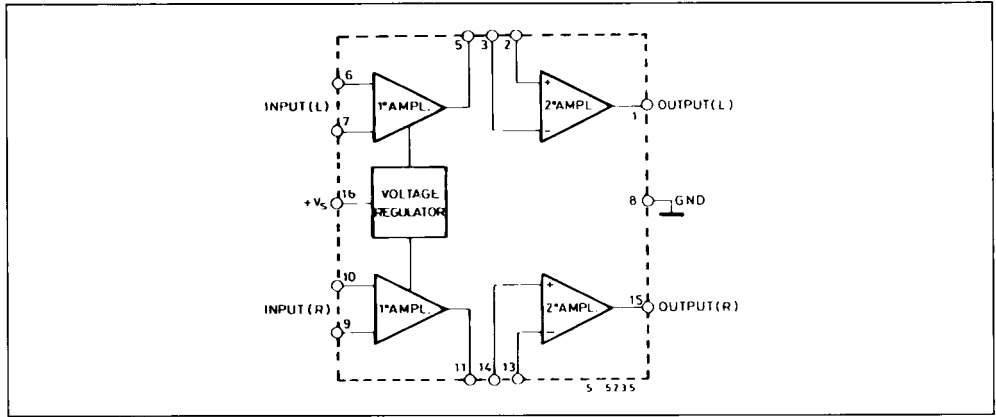 5 3 2
6
INPUT(L)
1°AMPL.
+
2°AMPL
-
OUTPUT(L)
1
7
16
+VS
VOLTAGE
REGULATOR
8
GND
10
INPUT(R)
1°AMPL.
+
2°AMPL.
-
15
OUTPUT(R)
9
11 14 13
S 5735